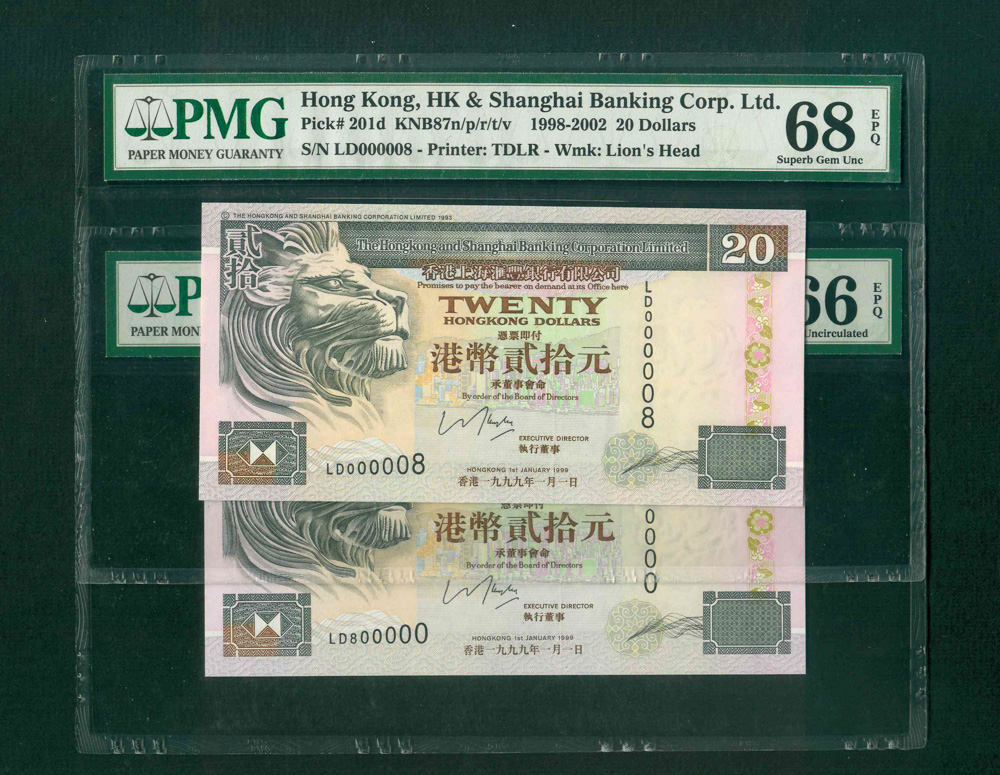 PMG
PAPER MONEY GUARANTY
Hong Kong, HK & Shanghai Banking Corp. Ltd.
Pick# 201d KNB87n/p/r/t/v 1998-2002 20 Dollars
S/N LD000008 - Printer: TDLR - Wmk: Lion's Head
68
EPQ
Superb Gem Unc
P
PAPER MON
66
EPQ
Uncirculated
© THE HONGKONG AND SHANGHAI BANKING CORPORATION LIMITED 1993
貳拾
The Hongkong and Shanghai Banking Corporation Limited
20
香港上海滙豐銀行有限公司
Promises to pay the bearer on demand at its Office here
TWENTY
HONGKONG DOLLARS
憑票即付
港幣貳拾元
承董事會命
By order of the Board of Directors
LD000008
EXECUTIVE DIRECTOR
執行董事
LD000008
HONGKONG 1st JANUARY 1999
香港一九九九年一月一日
憑票即付
港幣貳拾元
承董事會命
By order of the Board of Directors
0000
EXECUTIVE DIRECTOR
執行董事
LD800000
HONGKONG 1st JANUARY 1999
香港一九九九年一月一日